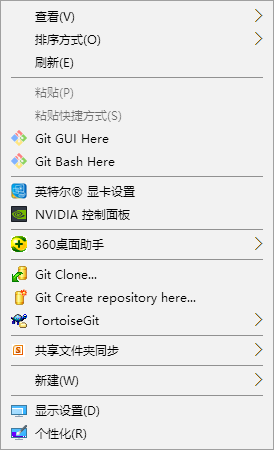 查看(V)
排序方式(O)
刷新(E)
粘贴(P)
粘贴快捷方式(S)
Git GUI Here
Git Bash Here
英特尔® 显卡设置
NVIDIA 控制面板
360桌面助手
Git Clone...
Git Create repository here...
TortoiseGit
共享文件夹同步
新建(W)
显示设置(D)
个性化(R)